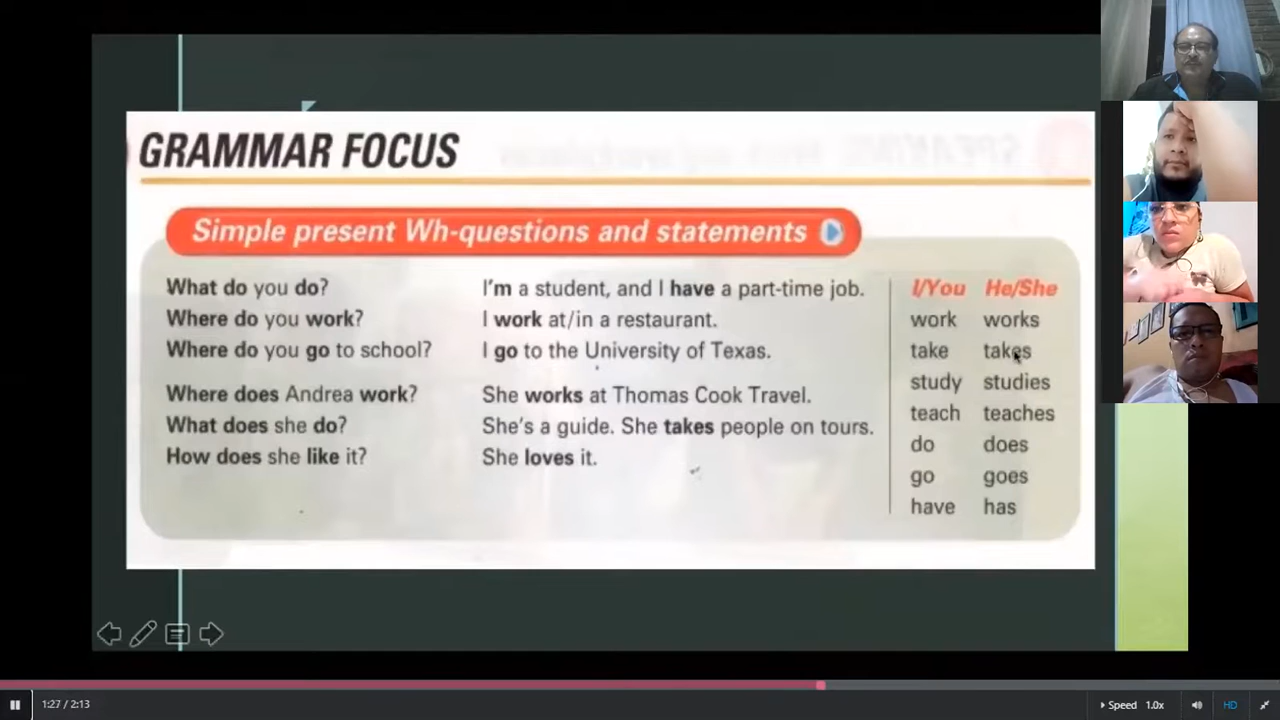 GRAMMAR FOCUS
Simple present Wh-questions and statements
What do you do? I'm a student, and I have a part-time job.
Where do you work? I work at/in a restaurant.
Where do you go to school? I go to the University of Texas.
Where does Andrea work? She works at Thomas Cook Travel.
What does she do? She's a guide. She takes people on tours.
How does she like it? She loves it.
I/You He/She
work works
take takes
study studies
teach teaches
do does
go goes
have has
1:27 / 2:13
Speed 1.0x
HD